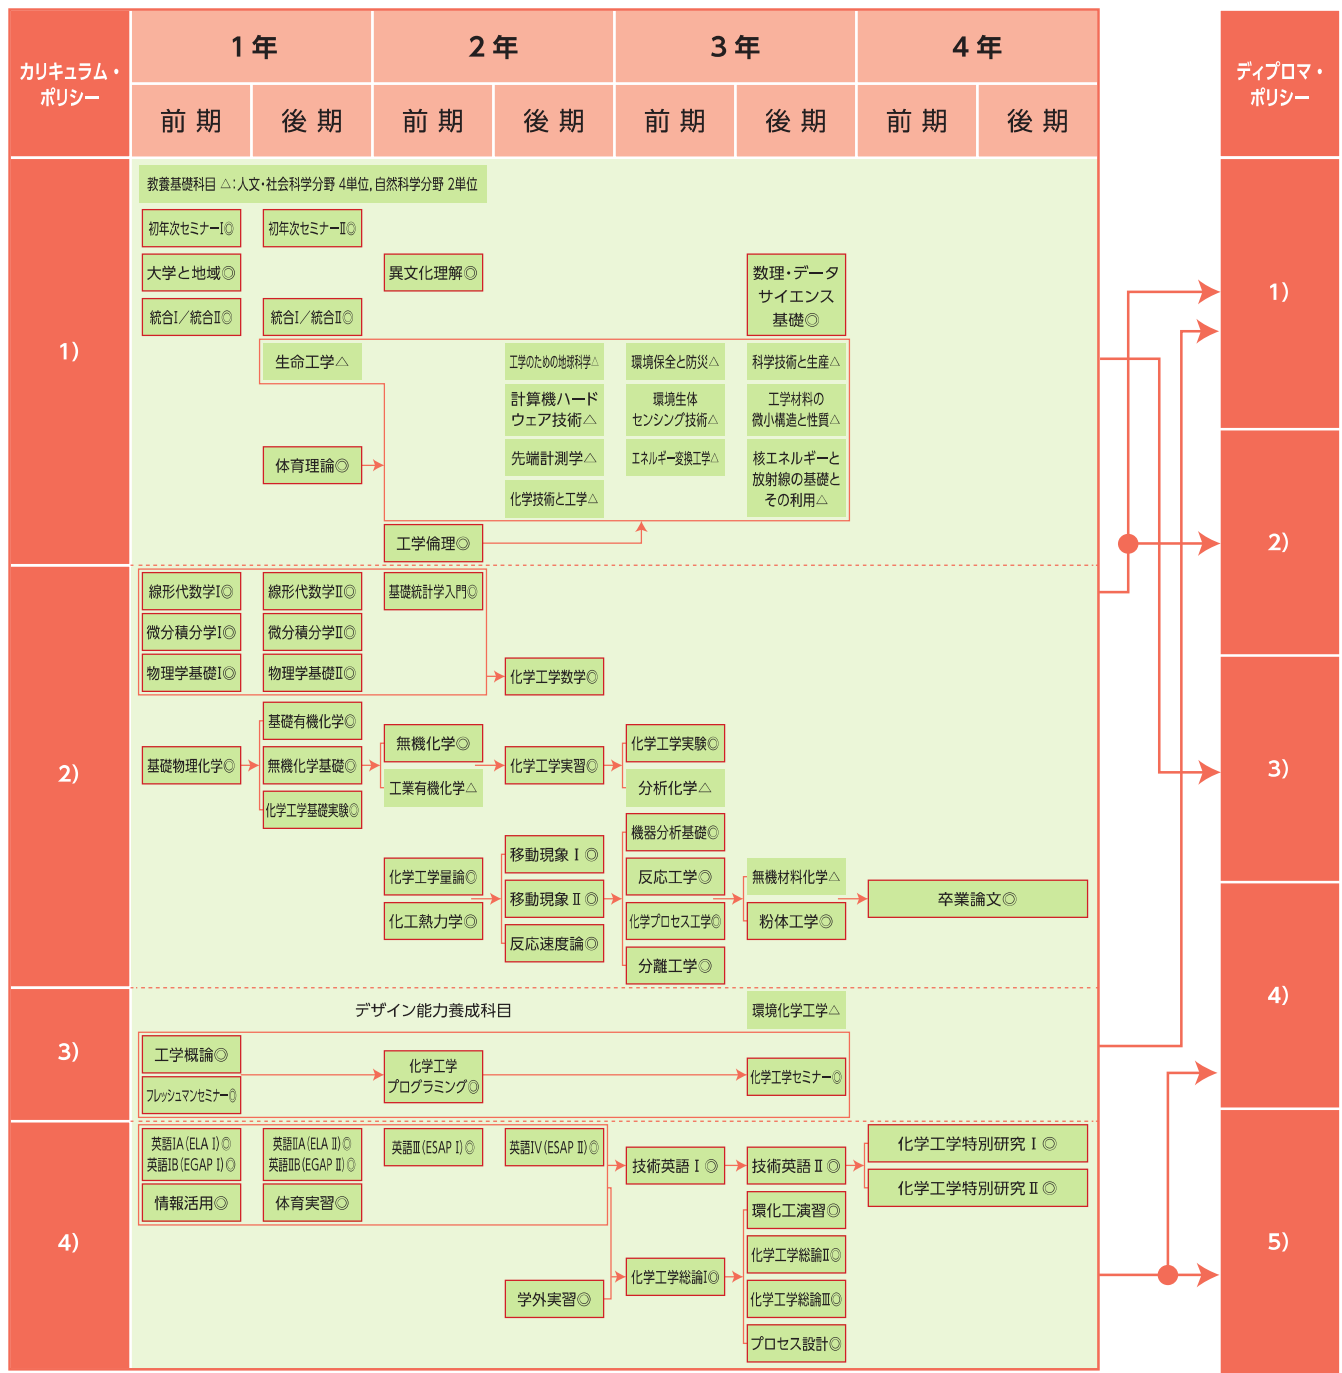 カリキュラム・
ポリシー
1年
2年
3年
4年
前期
後期
前期
後期
前期
後期
前期
後期
ディプロマ・
ポリシー
1)
教養基礎科目 △:人文・社会科学分野 4単位, 自然科学分野 2単位
初年次セミナーI◎
初年次セミナーII◎
大学と地域◎
異文化理解◎
数理・データ
サイエンス
基礎◎
統合I／統合II◎
統合I／統合II◎
生命工学△
工学のための地球科学△
環境保全と防災△
科学技術と生産△
計算機ハード
ウェア技術△
環境生体
センシング技術△
工学材料の
微小構造と性質△
体育理論◎
先端計測学△
エネルギー変換工学△
核エネルギーと
放射線の基礎と
その利用△
化学技術と工学△
工学倫理◎
2)
線形代数学I◎
線形代数学II◎
基礎統計学入門◎
微分積分学I◎
微分積分学II◎
物理学基礎I◎
物理学基礎II◎
化学工学数学◎
基礎有機化学◎
基礎物理化学◎
無機化学基礎◎
化学工学基礎実験◎
無機化学◎
工業有機化学△
化学工学実習◎
化学工学実験◎
分析化学△
機器分析基礎◎
化学工学量論◎
化工熱力学◎
移動現象 I ◎
移動現象 II ◎
反応速度論◎
反応工学◎
化学プロセス工学◎
分離工学◎
無機材料化学△
粉体工学◎
卒業論文◎
3)
デザイン能力養成科目
環境化学工学△
工学概論◎
フレッシュマンセミナー◎
化学工学
プログラミング◎
化学工学セミナー◎
4)
英語IA(ELA I)◎
英語IB(EGAP I)◎
英語IIA(ELA II)◎
英語IIB(EGAP II)◎
英語III(ESAP I)◎
英語IV(ESAP II)◎
情報活用◎
体育実習◎
技術英語 I ◎
技術英語 II ◎
化学工学特別研究 I ◎
化学工学特別研究 II ◎
環化工演習◎
化学工学総論II◎
化学工学総論I◎
学外実習◎
化学工学総論III◎
プロセス設計◎
1)
2)
3)
4)
5)